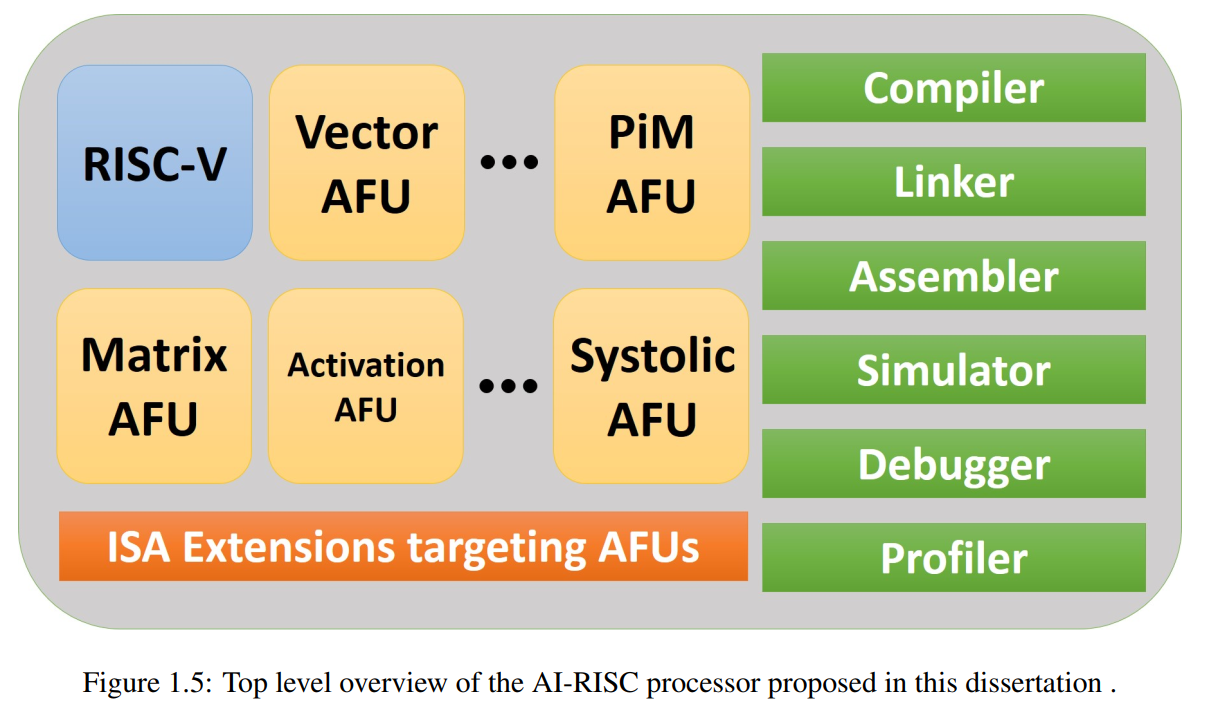 RISC-V
Vector
AFU
•••
PiM
AFU
Matrix
AFU
Activation
AFU
•••
Systolic
AFU
ISA Extensions targeting AFUs
Compiler
Linker
Assembler
Simulator
Debugger
Profiler
Figure 1.5: Top level overview of the AI-RISC processor proposed in this dissertation .